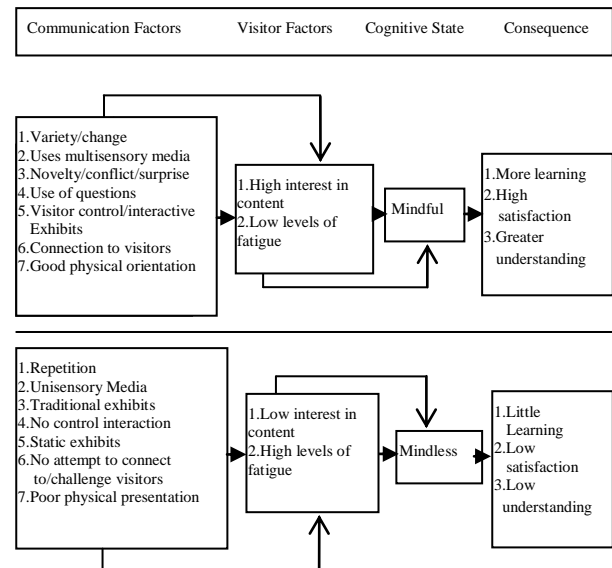 Communication Factors Visitor Factors Cognitive State Consequence
1.Variety/change
2.Uses multisensory media
3.Novelty/conflict/surprise
4.Use of questions
5.Visitor control/interactive
Exhibits
6.Connection to visitors
7.Good physical orientation
1.High interest in
content
2.Low levels of
fatigue
Mindful
1.More learning
2.High
satisfaction
3.Greater
understanding
1.Repetition
2.Unisensory Media
3.Traditional exhibits
4.No control interaction
5.Static exhibits
6.No attempt to connect
to/challenge visitors
7.Poor physical presentation
1.Low interest in
content
2.High levels of
fatigue
Mindless
1.Little
Learning
2.Low
satisfaction
3.Low
understanding